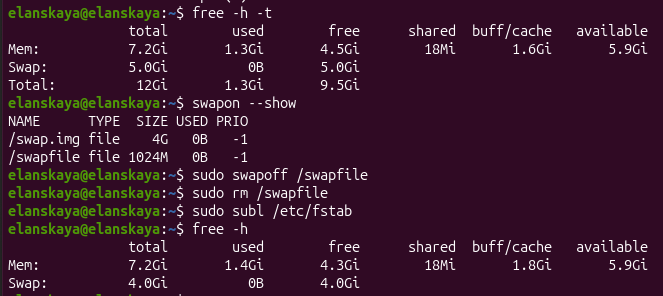 elanskaya@elanskaya:~$ free -h -t
               total        used        free      shared  buff/cache   available
Mem:           7.2Gi       1.3Gi       4.5Gi        18Mi       1.6Gi       5.9Gi
Swap:          5.0Gi          0B       5.0Gi
Total:          12Gi       1.3Gi       9.5Gi
elanskaya@elanskaya:~$ swapon --show
NAME      TYPE  SIZE USED PRIO
/swap.img file    4G   0B   -1
/swapfile file 1024M   0B   -1
elanskaya@elanskaya:~$ sudo swapoff /swapfile
elanskaya@elanskaya:~$ sudo rm /swapfile
elanskaya@elanskaya:~$ sudo subl /etc/fstab
elanskaya@elanskaya:~$ free -h
               total        used        free      shared  buff/cache   available
Mem:           7.2Gi       1.4Gi       4.3Gi        18Mi       1.8Gi       5.9Gi
Swap:          4.0Gi          0B       4.0Gi